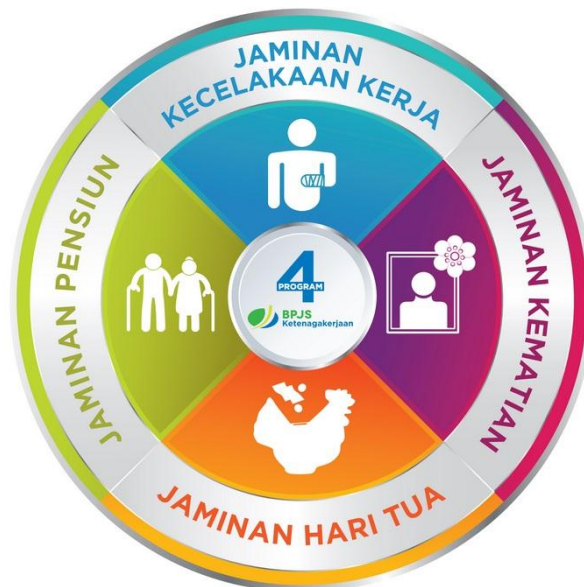 JAMINAN
KECELAKAAN KERJA
JAMINAN PENSIUN
JAMINAN KEMATIAN
4
PROGRAM
BPJS
Ketenagakerjaan
JAMINAN HARI TUA